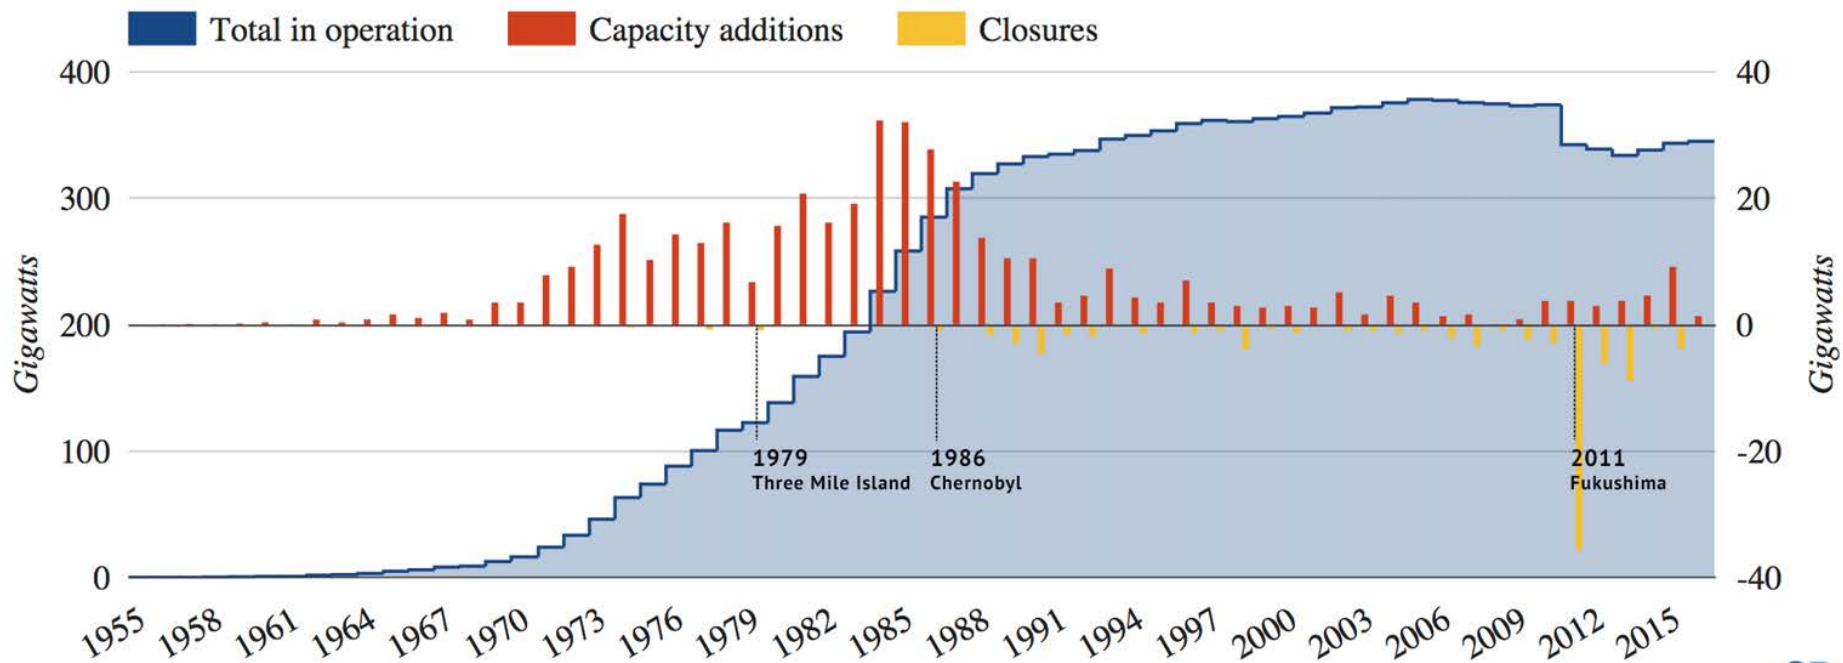 Total in operation
Capacity additions
Closures
400
300
200
100
0
Gigawatts
40
20
0
-20
-40
Gigawatts
1979
Three Mile Island
1986
Chernobyl
2011
Fukushima
1955 1958 1961 1964 1967 1970 1973 1976 1979 1982 1985 1988 1991 1994 1997 2000 2003 2006 2009 2012 2015